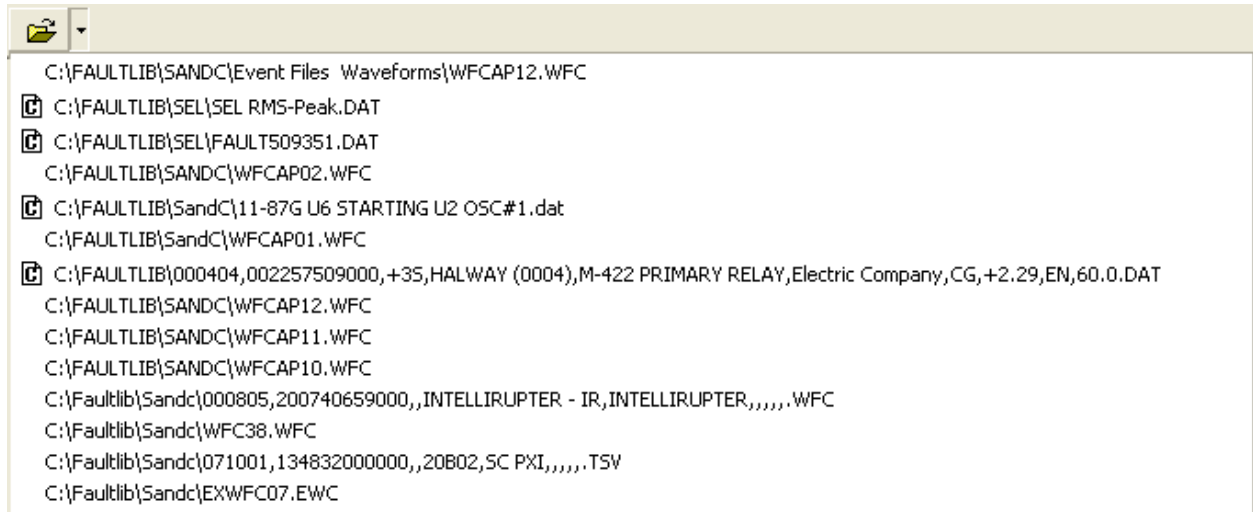 C:\FAULTLIB\SANDC\Event Files  Waveforms\WFCAP12.WFC
C C:\FAULTLIB\SEL\SEL RMS-Peak.DAT
C C:\FAULTLIB\SEL\FAULT509351.DAT
C:\FAULTLIB\SANDC\WFCAP02.WFC
C C:\FAULTLIB\SandC\11-87G U6 STARTING U2 OSC#1.dat
C:\FAULTLIB\SandC\WFCAP01.WFC
C C:\FAULTLIB\000404,002257509000,+3S,HALWAY (0004),M-422 PRIMARY RELAY,Electric Company,CG,+2.29,EN,60.0.DAT
C:\FAULTLIB\SANDC\WFCAP12.WFC
C:\FAULTLIB\SANDC\WFCAP11.WFC
C:\FAULTLIB\SANDC\WFCAP10.WFC
C:\Faultlib\Sandc\000805,200740659000,,INTELLIRUPTER - IR,INTELLIRUPTER,,,,,.WFC
C:\Faultlib\Sandc\WFC38.WFC
C:\Faultlib\Sandc\071001,134832000000,,20B02,SC PXI,,,,,.TSV
C:\Faultlib\Sandc\EXWFC07.EWC